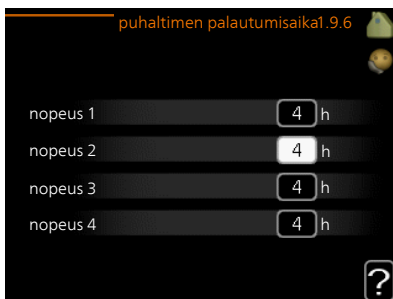 puhaltimen palautumisaika1.9.6
nopeus 1 4 h
nopeus 2 4 h
nopeus 3 4 h
nopeus 4 4 h
?